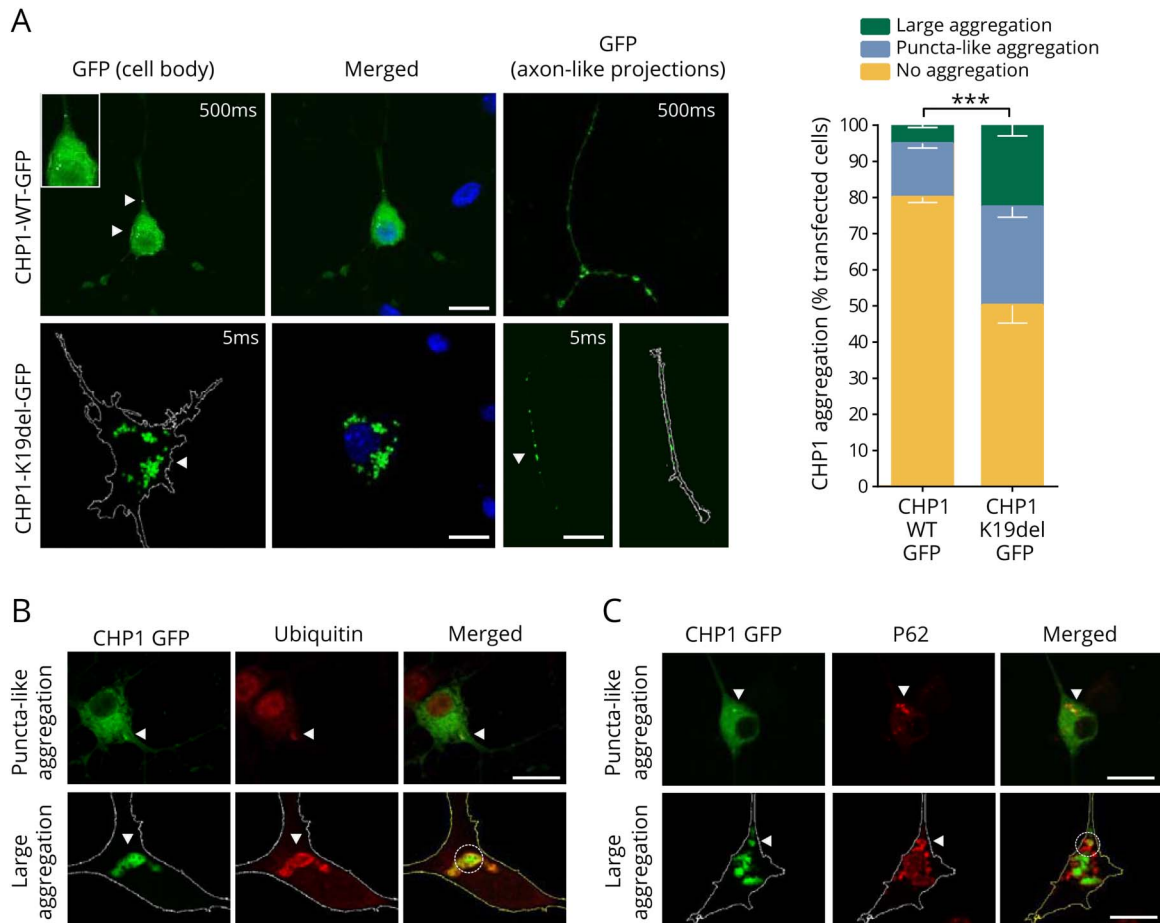 A
GFP (cell body)
Merged
GFP
(axon-like projections)
CHP1-WT-GFP
500ms
500ms
CHP1-K19del-GFP
5ms
5ms
Large aggregation
Puncta-like aggregation
No aggregation
***
CHP1 aggregation (% transfected cells)
100
90
80
70
60
50
40
30
20
10
0
CHP1
WT
GFP
CHP1
K19del
GFP
B
CHP1 GFP
Ubiquitin
Merged
Puncta-like
aggregation
Large
aggregation
C
CHP1 GFP
P62
Merged
Puncta-like
aggregation
Large
aggregation